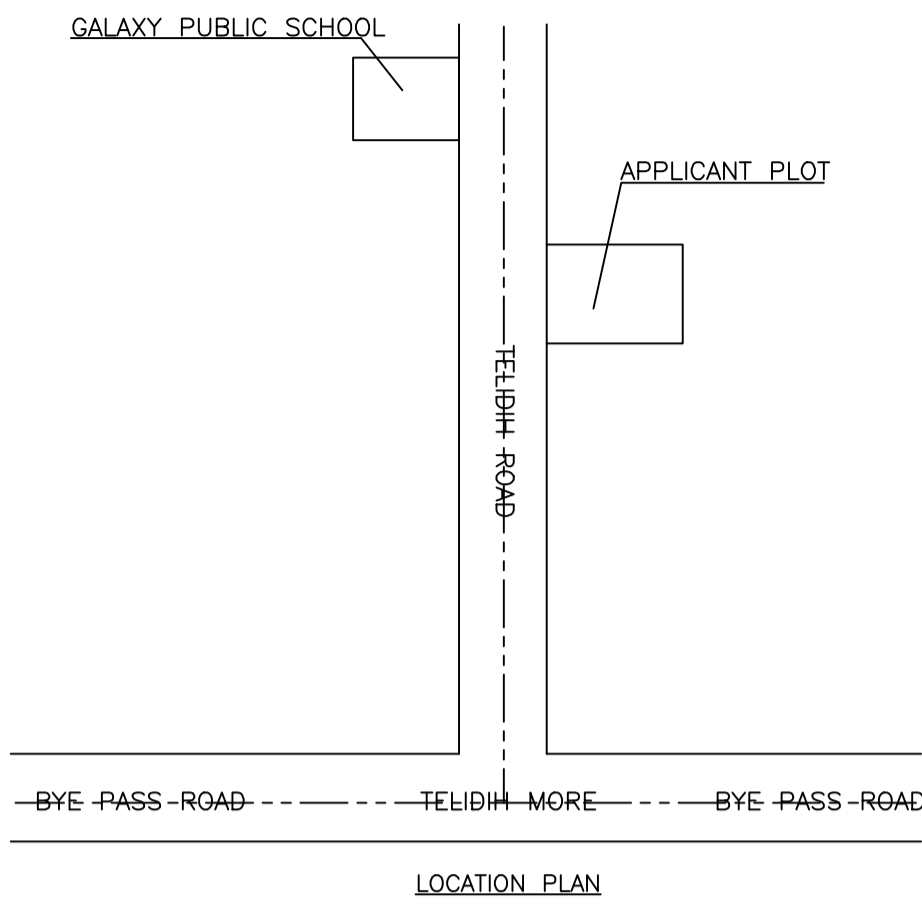 GALAXY PUBLIC SCHOOL
APPLICANT PLOT
TELIDIH ROAD
BYE PASS ROAD
TELIDIH MORE
BYE PASS ROAD
LOCATION PLAN